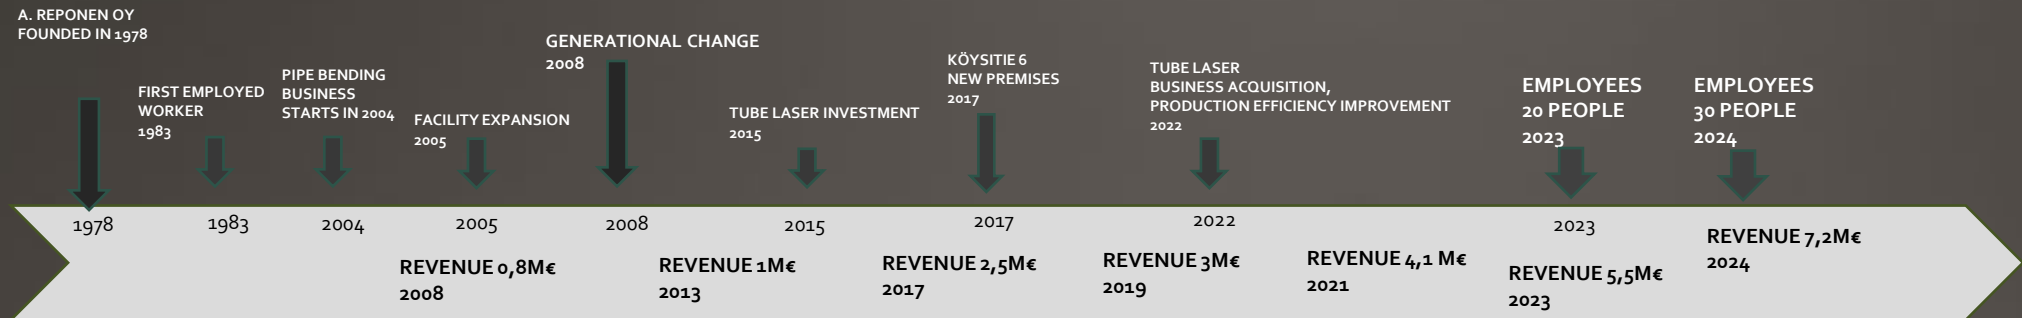 A. REPONEN OY
FOUNDED IN 1978
FIRST EMPLOYED
WORKER
1983
PIPE BENDING
BUSINESS
STARTS IN 2004
FACILITY EXPANSION
2005
GENERATIONAL CHANGE
2008
TUBE LASER INVESTMENT
2015
KÖYSITIE 6
NEW PREMISES
2017
TUBE LASER
BUSINESS ACQUISITION,
PRODUCTION EFFICIENCY IMPROVEMENT
2022
EMPLOYEES
20 PEOPLE
2023
EMPLOYEES
30 PEOPLE
2024
1978
1983
2004
2005
2008
2015
2017
2022
2023
REVENUE 0,8M€
2008
REVENUE 1M€
2013
REVENUE 2,5M€
2017
REVENUE 3M€
2019
REVENUE 4,1 M€
2021
REVENUE 5,5M€
2023
REVENUE 7,2M€
2024